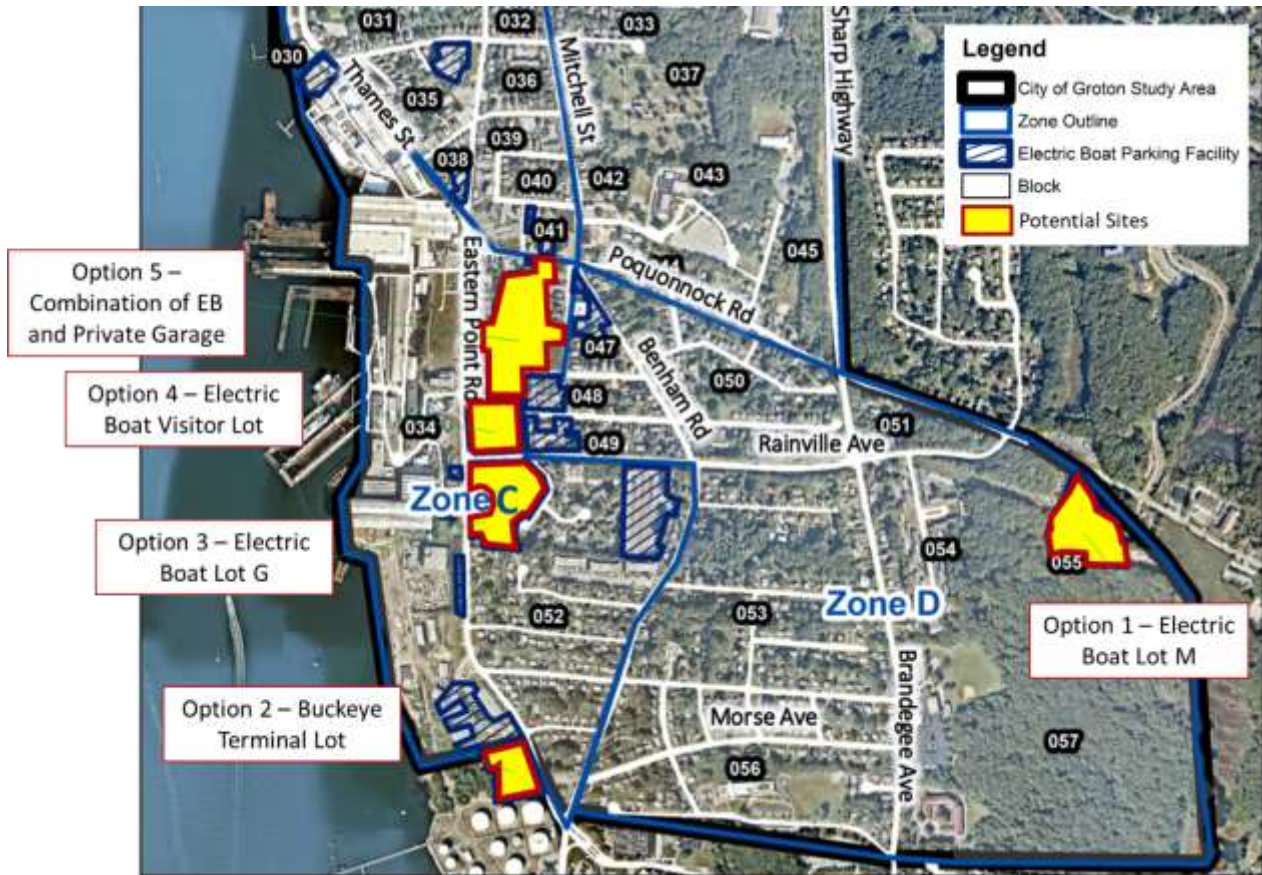 031
032
033
030
036
037
035
Thames St
Mitchell St
Sharp Highway
Legend
City of Groton Study Area
Zone Outline
Electric Boat Parking Facility
Block
Potential Sites
039
038
040
042
043
041
045
Option 5 –
Combination of EB
and Private Garage
Eastern Point Rd
Poquonnock Rd
047
Benham Rd
050
Option 4 – Electric
Boat Visitor Lot
048
034
049
Rainville Ave
051
Zone C
Option 3 – Electric
Boat Lot G
054
055
052
053
Zone D
Option 1 – Electric
Boat Lot M
Option 2 – Buckeye
Terminal Lot
Morse Ave
Brandegee Ave
057
056